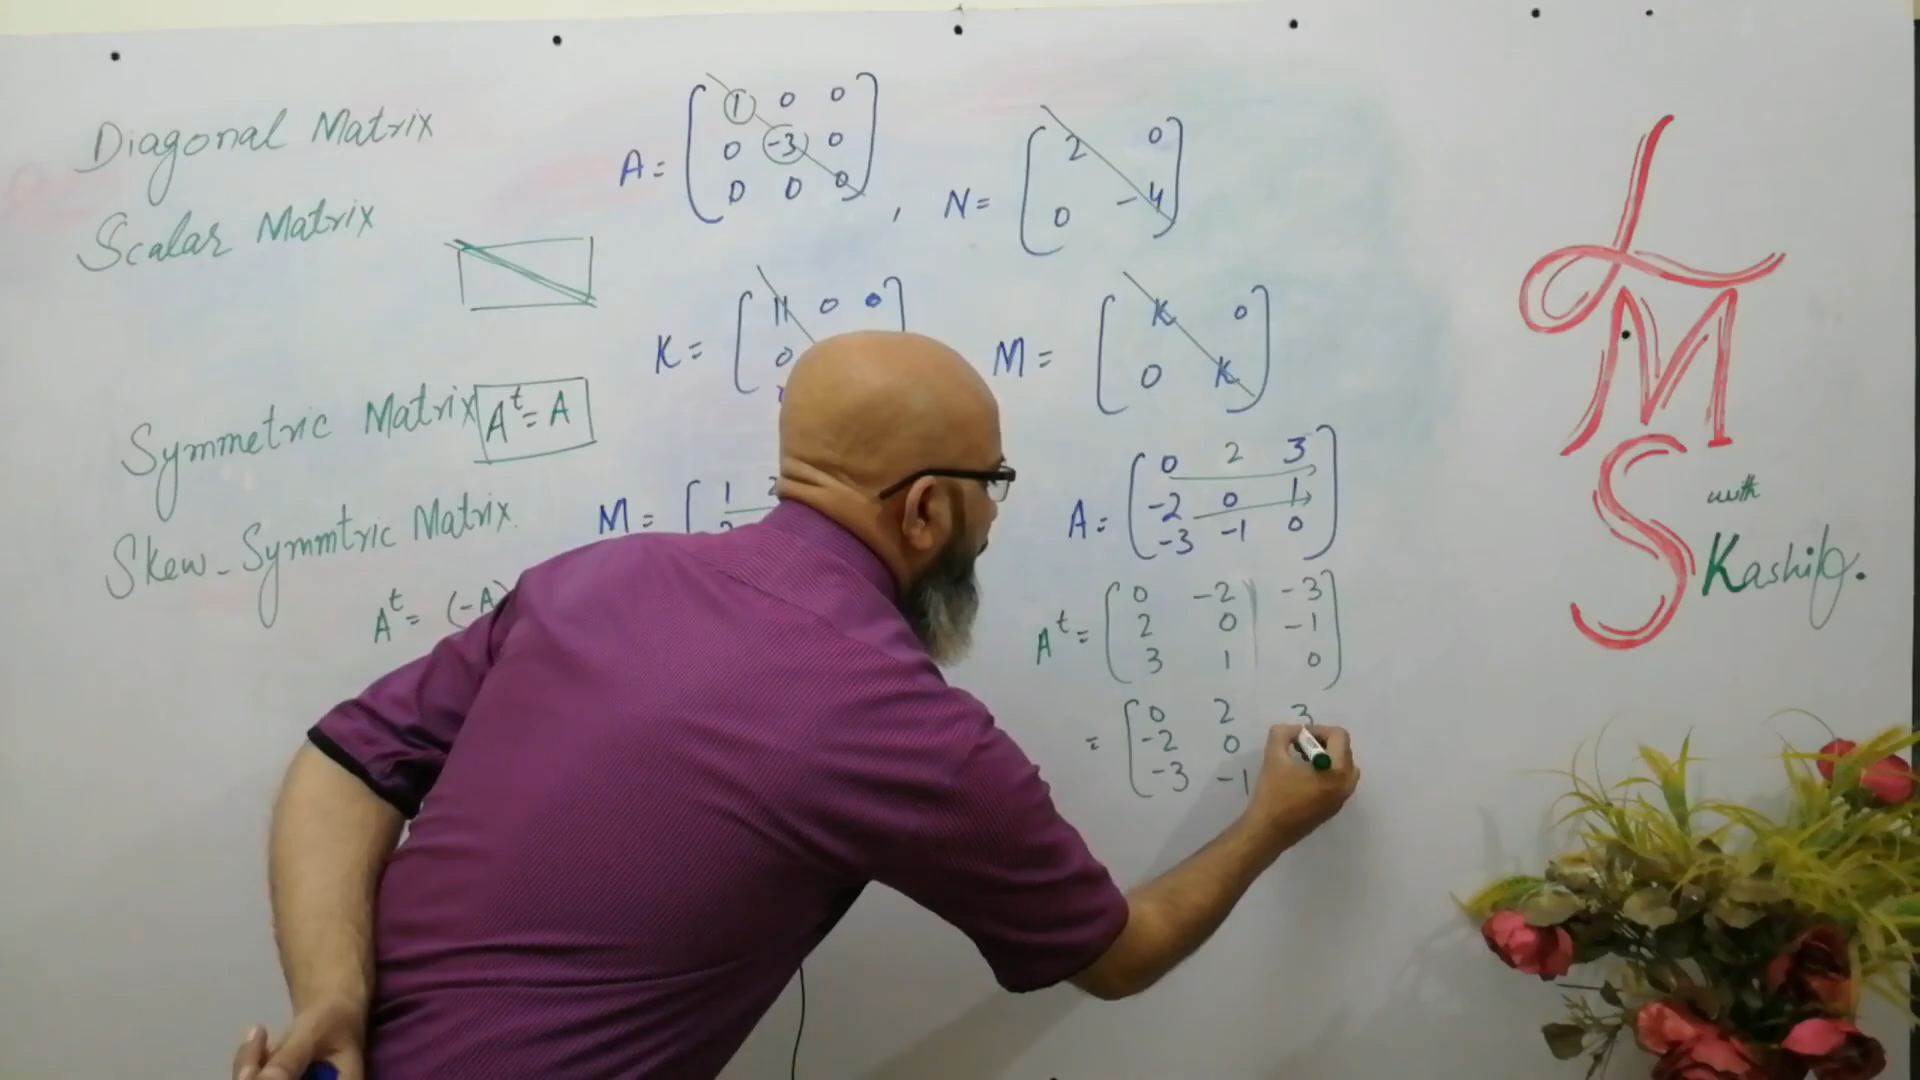 Diagonal Matrix
Scalar Matrix
Symmetric Matrix
A^t = A
Skew-Symmtric Matrix
A^t = (-A)
A = [1 0 0
0 -3 0
0 0 0]
, N = [2 0
0 -4]
K = [11 0 0
0
M = [K 0
0 K]
M = [1 2
A = [0 2 3
-2 0 1
-3 -1 0]
A^t = [0 -2 -3
2 0 -1
3 1 0]
= [0 2 3
-2 0
-3 -1
LMS
with
Kashif.